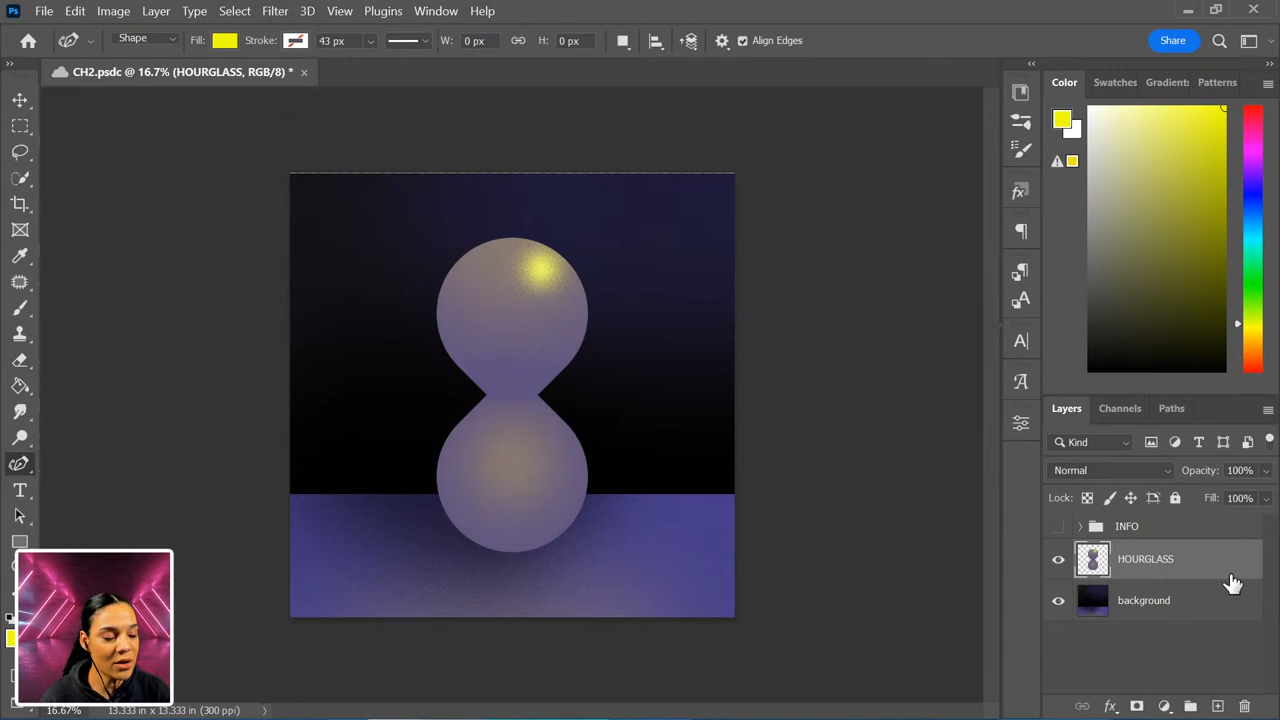 Ps File Edit Image Layer Type Select Filter 3D View Plugins Window Help
Shape Fill: Stroke: 43 px W: 0 px H: 0 px Align Edges Share
CH2.psdc @ 16.7% (HOURGLASS, RGB/8) *
Color Swatches Gradients Patterns
Layers Channels Paths
Kind
Normal Opacity: 100%
Lock: Fill: 100%
INFO
HOURGLASS
background
16.67% 13.333 in x 13.333 in (300 ppi)